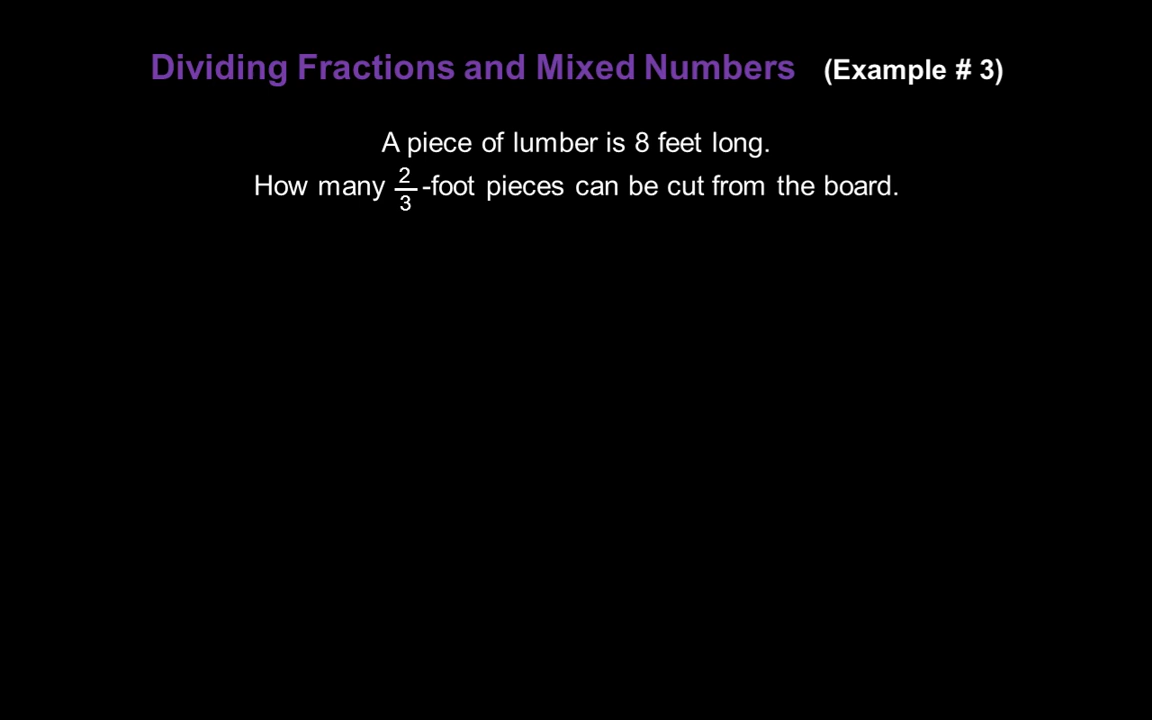 Dividing Fractions and Mixed Numbers (Example # 3)
A piece of lumber is 8 feet long.
How many 2/3 -foot pieces can be cut from the board.